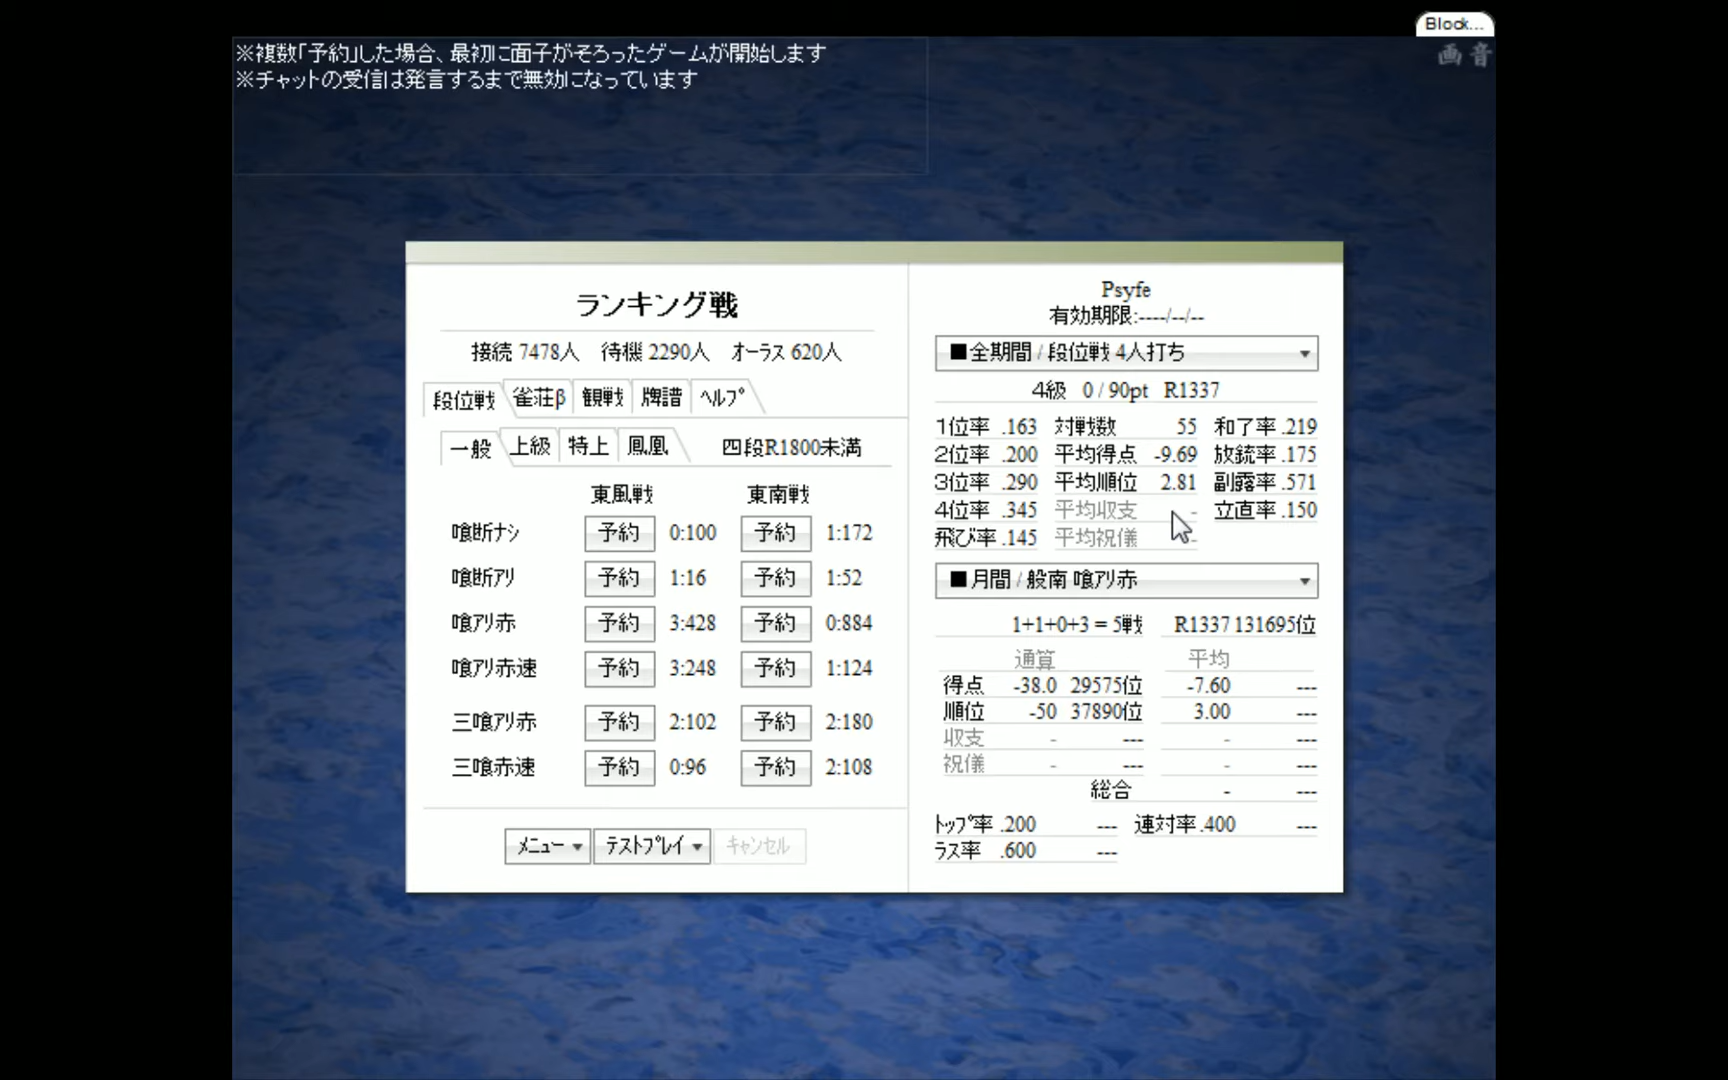 Block...
画 音
※複数「予約」した場合、最初に面子がそろったゲームが開始します
※チャットの受信は発言するまで無効になっています
ランキング戦
接続 7478人 待機 2290人 オーラス 620人
段位戦 雀荘β 観戦 牌譜 ヘルプ
一般 上級 特上 鳳凰 四段R1800未満
東風戦 東南戦
喰断ナシ 予約 0:100 予約 1:172
喰断アリ 予約 1:16 予約 1:52
喰アリ赤 予約 3:428 予約 0:884
喰アリ赤速 予約 3:248 予約 1:124
三喰アリ赤 予約 2:102 予約 2:180
三喰赤速 予約 0:96 予約 2:108
メニュー テストプレイ キャンセル
Psyfe
有効期限:----/--/--
■全期間 / 段位戦 4人打ち
4級 0 / 90pt R1337
1位率 .163 対戦数 55 和了率 .219
2位率 .200 平均得点 -9.69 放銃率 .175
3位率 .290 平均順位 2.81 副露率 .571
4位率 .345 平均収支 - 立直率 .150
飛び率 .145 平均祝儀 -
■月間 / 般南 喰アリ赤
1+1+0+3 = 5戦 R1337 131695位
通算 平均
得点 -38.0 29575位 -7.60 ---
順位 -50 37890位 3.00 ---
収支 - --- - ---
祝儀 - --- - ---
総合 - ---
トップ率 .200 --- 連対率 .400 ---
ラス率 .600 ---